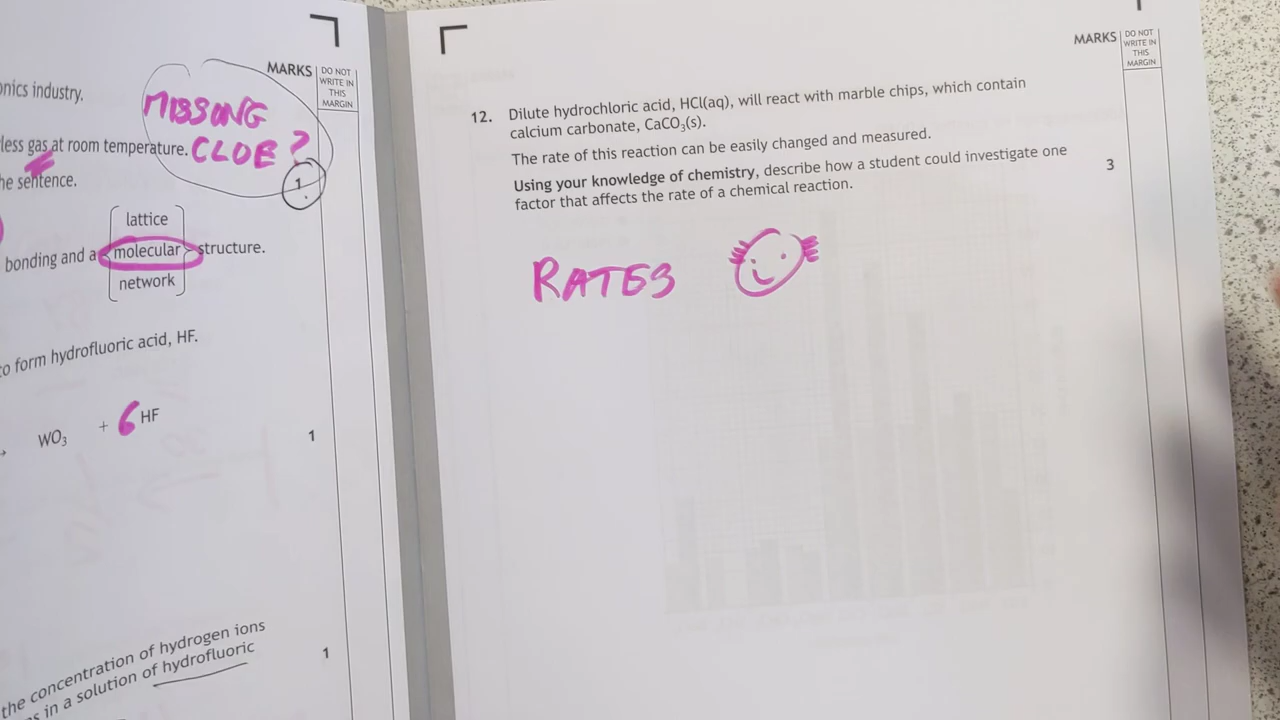 MARKS
DO NOT
WRITE IN
THIS
MARGIN
onics industry.
MISSONG
less gas at room temperature. CLOE ?
he sentence.
1
lattice
bonding and a molecular structure.
network
to form hydrofluoric acid, HF.
WO3 + 6 HF
1
the concentration of hydrogen ions
s in a solution of hydrofluoric
1
MARKS
DO NOT
WRITE IN
THIS
MARGIN
12. Dilute hydrochloric acid, HCl(aq), will react with marble chips, which contain
calcium carbonate, CaCO3(s).
The rate of this reaction can be easily changed and measured.
Using your knowledge of chemistry, describe how a student could investigate one
factor that affects the rate of a chemical reaction.
3
RATES